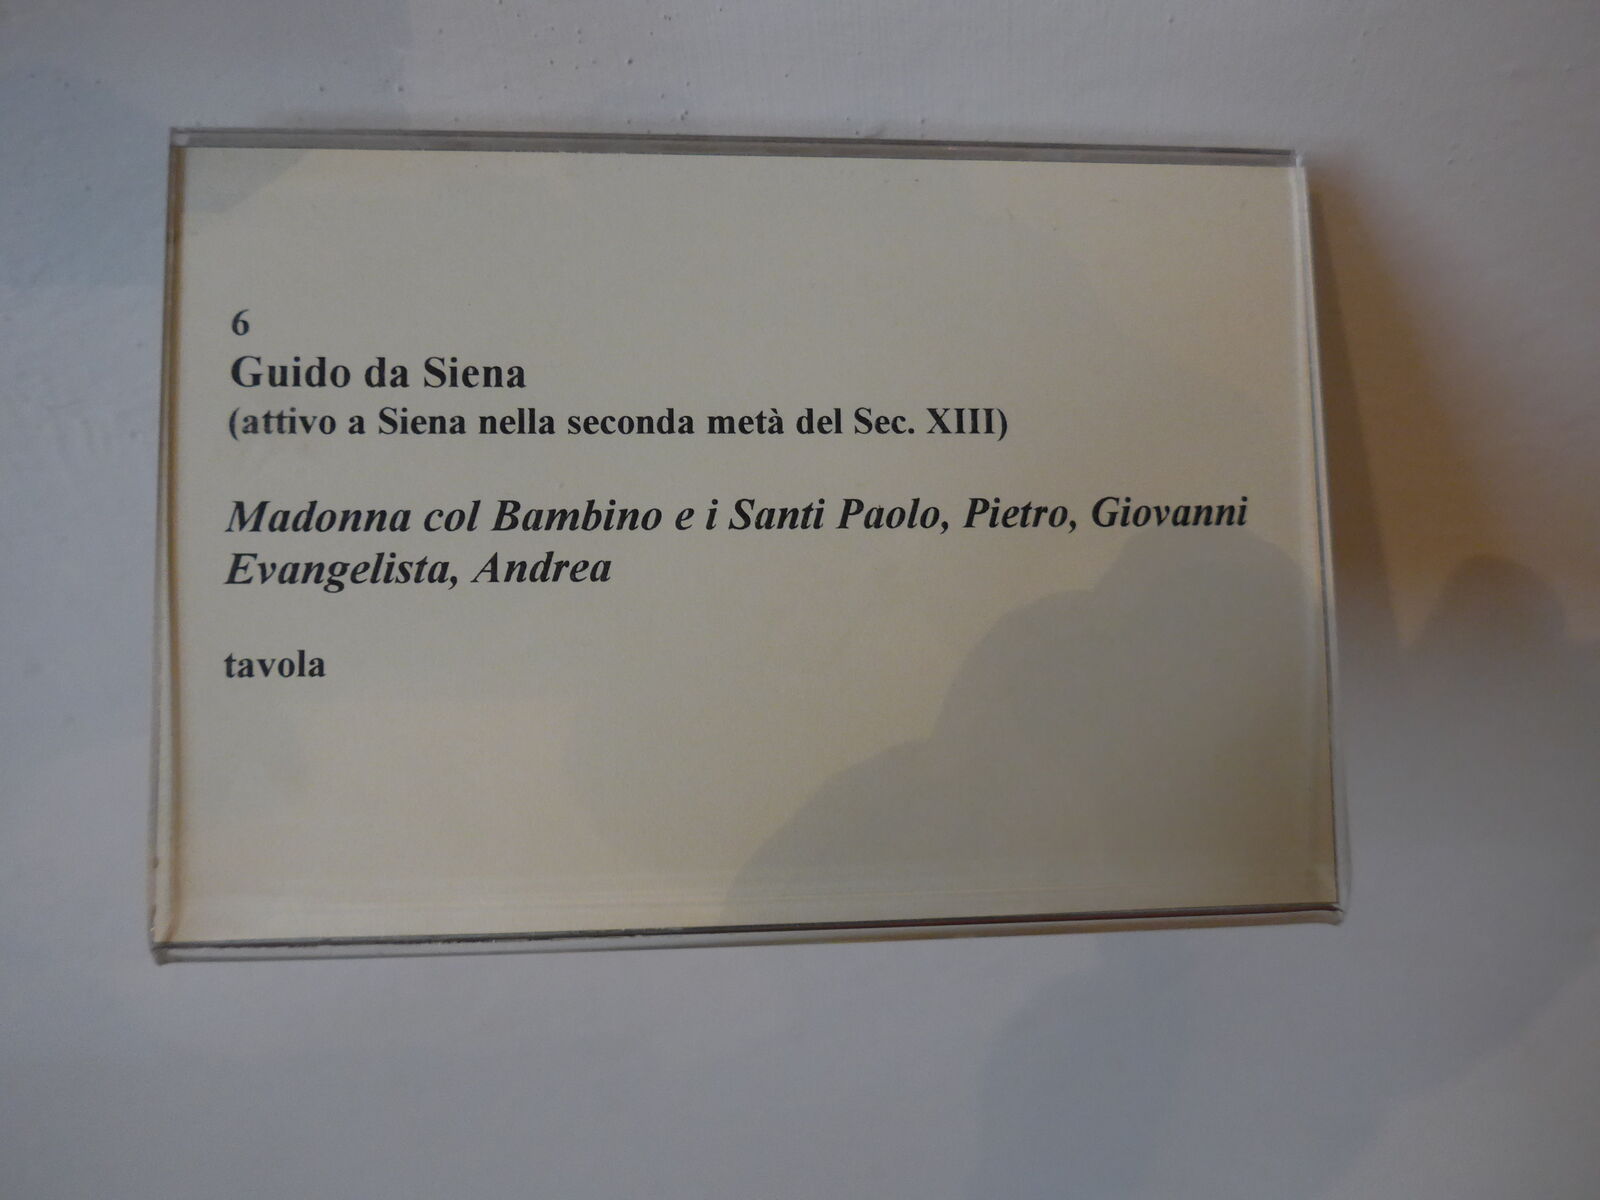 6
Guido da Siena
(attivo a Siena nella seconda metà del Sec. XIII)
Madonna col Bambino e i Santi Paolo, Pietro, Giovanni
Evangelista, Andrea
tavola